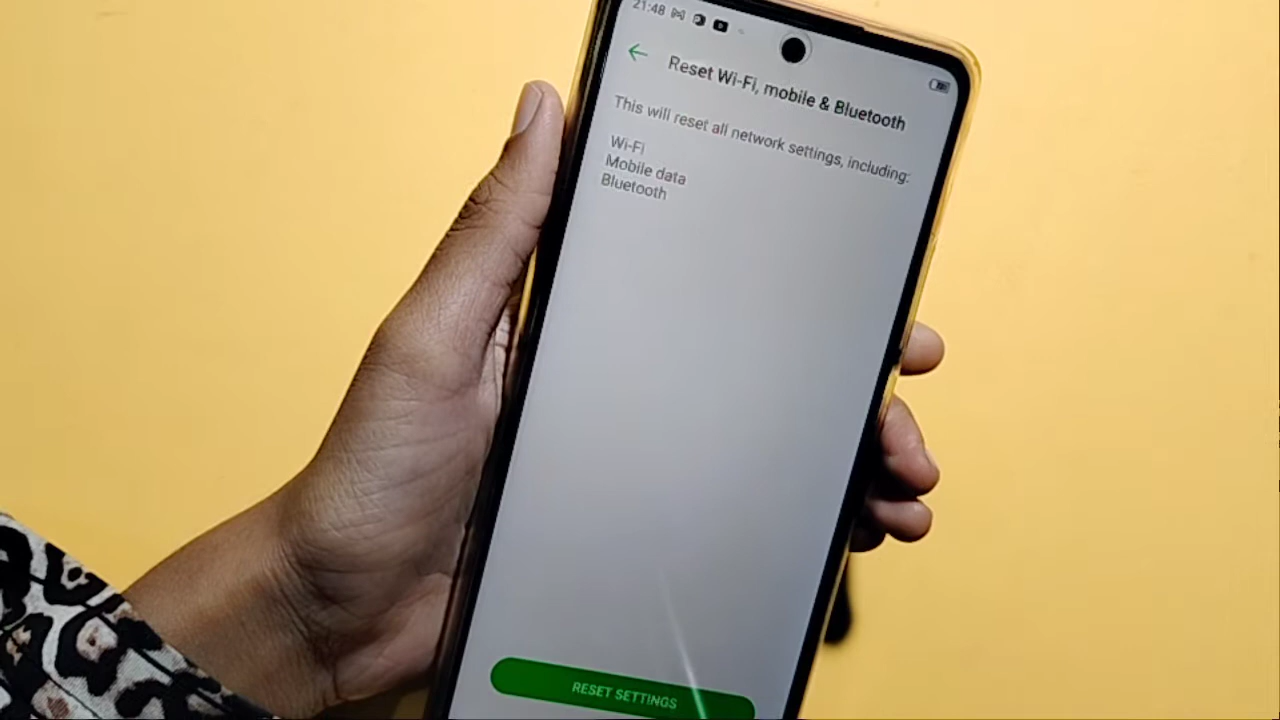 21:48
Reset Wi-Fi, mobile & Bluetooth
This will reset all network settings, including:
Wi-Fi
Mobile data
Bluetooth
RESET SETTINGS